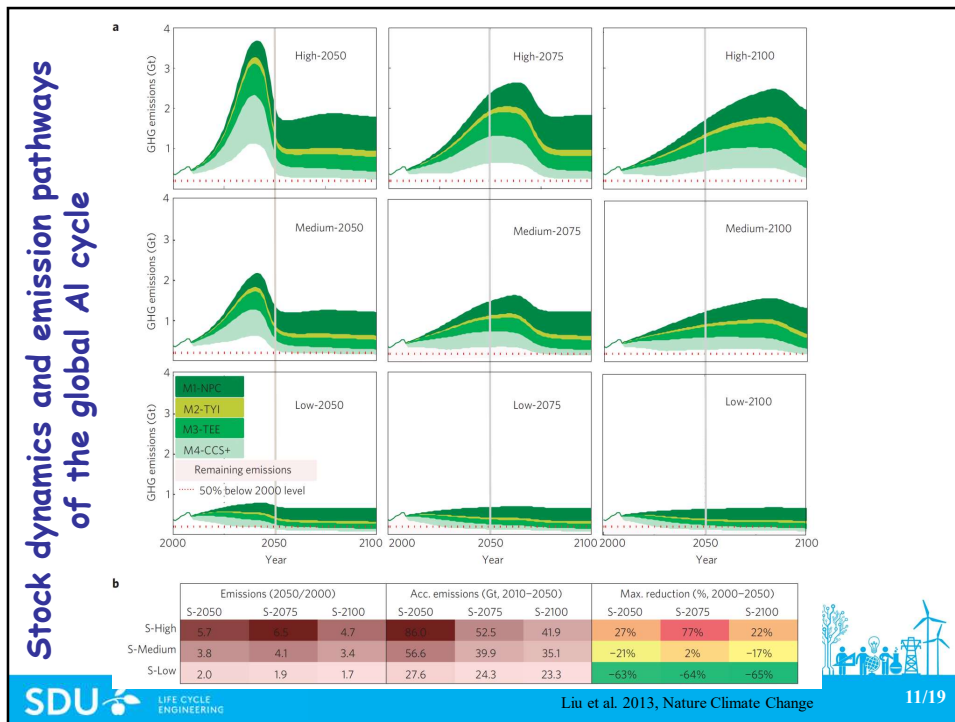 Stock dynamics and emission pathways
of the global Al cycle
a
4
3
2
1
GHG emissions (Gt)
High-2050
High-2075
High-2100
4
3
2
1
GHG emissions (Gt)
Medium-2050
Medium-2075
Medium-2100
4
3
2
1
GHG emissions (Gt)
Low-2050
Low-2075
Low-2100
M1-NPC
M2-TYI
M3-TEE
M4-CCS+
Remaining emissions
50% below 2000 level
2000 2050 2100 2000 2050 2100 2000 2050 2100
Year Year Year
b
Emissions (2050/2000) Acc. emissions (Gt, 2010–2050) Max. reduction (%, 2000–2050)
S-2050 S-2075 S-2100 S-2050 S-2075 S-2100 S-2050 S-2075 S-2100
S-High 5.7 6.5 4.7 86.0 52.5 41.9 27% 77% 22%
S-Medium 3.8 4.1 3.4 56.6 39.9 35.1 −21% 2% −17%
S-Low 2.0 1.9 1.7 27.6 24.3 23.3 −63% −64% −65%
SDU LIFE CYCLE
ENGINEERING
Liu et al. 2013, Nature Climate Change
11/19